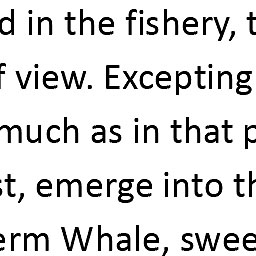 d in the fishery, t
f view. Excepting
much as in that p
st, emerge into th
erm Whale, swee